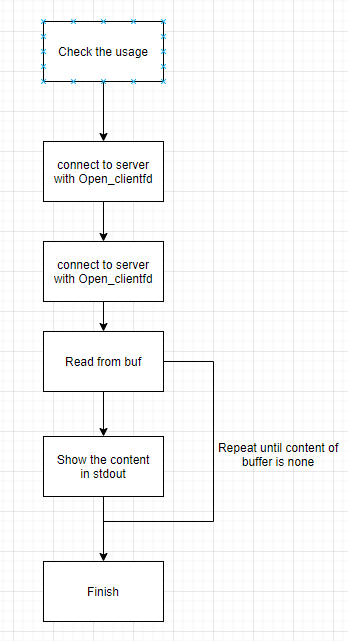 Check the usage
connect to server
with Open_clientfd
connect to server
with Open_clientfd
Read from buf
Repeat until content of
buffer is none
Show the content
in stdout
Finish